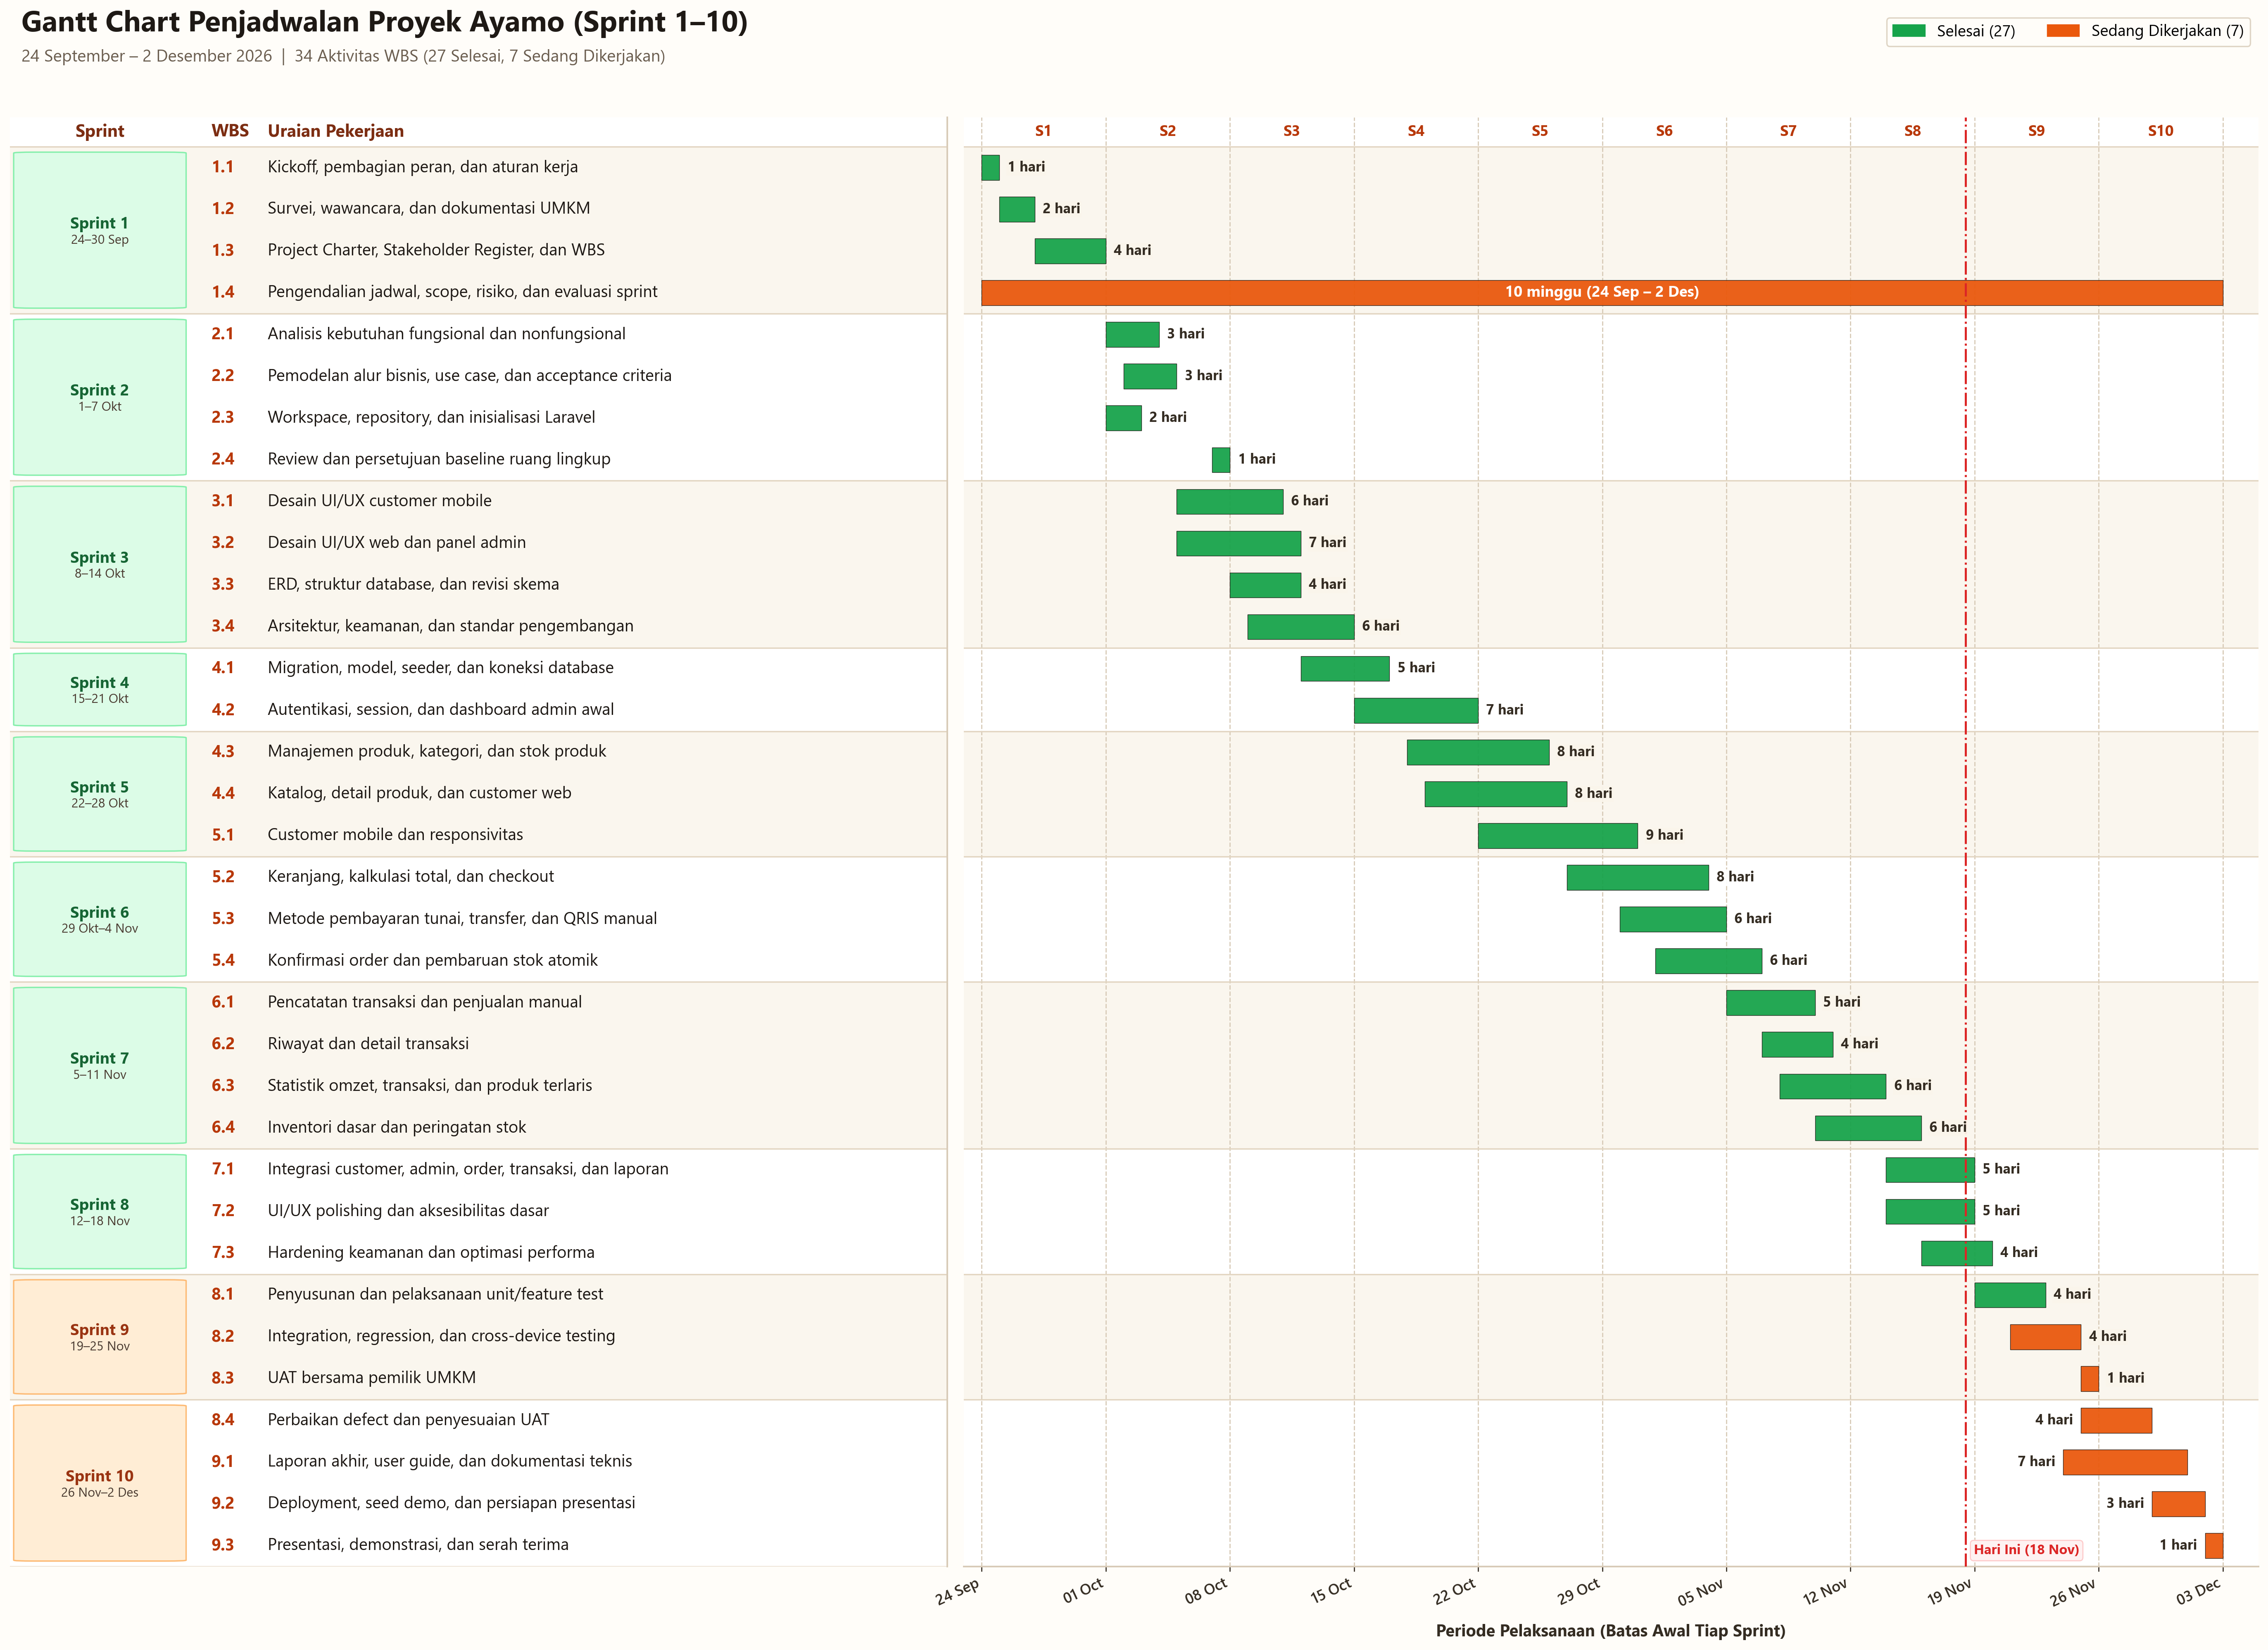 Gantt Chart Penjadwalan Proyek Ayamo (Sprint 1–10)
24 September – 2 Desember 2026 | 34 Aktivitas WBS (27 Selesai, 7 Sedang Dikerjakan)
Selesai (27) Sedang Dikerjakan (7)
Sprint WBS Uraian Pekerjaan S1 S2 S3 S4 S5 S6 S7 S8 S9 S10
Sprint 1
24–30 Sep
1.1 Kickoff, pembagian peran, dan aturan kerja 1 hari
1.2 Survei, wawancara, dan dokumentasi UMKM 2 hari
1.3 Project Charter, Stakeholder Register, dan WBS 4 hari
1.4 Pengendalian jadwal, scope, risiko, dan evaluasi sprint 10 minggu (24 Sep – 2 Des)
Sprint 2
1–7 Okt
2.1 Analisis kebutuhan fungsional dan nonfungsional 3 hari
2.2 Pemodelan alur bisnis, use case, dan acceptance criteria 3 hari
2.3 Workspace, repository, dan inisialisasi Laravel 2 hari
2.4 Review dan persetujuan baseline ruang lingkup 1 hari
Sprint 3
8–14 Okt
3.1 Desain UI/UX customer mobile 6 hari
3.2 Desain UI/UX web dan panel admin 7 hari
3.3 ERD, struktur database, dan revisi skema 4 hari
3.4 Arsitektur, keamanan, dan standar pengembangan 6 hari
Sprint 4
15–21 Okt
4.1 Migration, model, seeder, dan koneksi database 5 hari
4.2 Autentikasi, session, dan dashboard admin awal 7 hari
Sprint 5
22–28 Okt
4.3 Manajemen produk, kategori, dan stok produk 8 hari
4.4 Katalog, detail produk, dan customer web 8 hari
5.1 Customer mobile dan responsivitas 9 hari
Sprint 6
29 Okt–4 Nov
5.2 Keranjang, kalkulasi total, dan checkout 8 hari
5.3 Metode pembayaran tunai, transfer, dan QRIS manual 6 hari
5.4 Konfirmasi order dan pembaruan stok atomik 6 hari
Sprint 7
5–11 Nov
6.1 Pencatatan transaksi dan penjualan manual 5 hari
6.2 Riwayat dan detail transaksi 4 hari
6.3 Statistik omzet, transaksi, dan produk terlaris 6 hari
6.4 Inventori dasar dan peringatan stok 6 hari
Sprint 8
12–18 Nov
7.1 Integrasi customer, admin, order, transaksi, dan laporan 5 hari
7.2 UI/UX polishing dan aksesibilitas dasar 5 hari
7.3 Hardening keamanan dan optimasi performa 4 hari
Sprint 9
19–25 Nov
8.1 Penyusunan dan pelaksanaan unit/feature test 4 hari
8.2 Integration, regression, dan cross-device testing 4 hari
8.3 UAT bersama pemilik UMKM 1 hari
Sprint 10
26 Nov–2 Des
8.4 Perbaikan defect dan penyesuaian UAT 4 hari
9.1 Laporan akhir, user guide, dan dokumentasi teknis 7 hari
9.2 Deployment, seed demo, dan persiapan presentasi 3 hari
9.3 Presentasi, demonstrasi, dan serah terima 1 hari
Hari Ini (18 Nov)
24 Sep 01 Oct 08 Oct 15 Oct 22 Oct 29 Oct 05 Nov 12 Nov 19 Nov 26 Nov 03 Dec
Periode Pelaksanaan (Batas Awal Tiap Sprint)